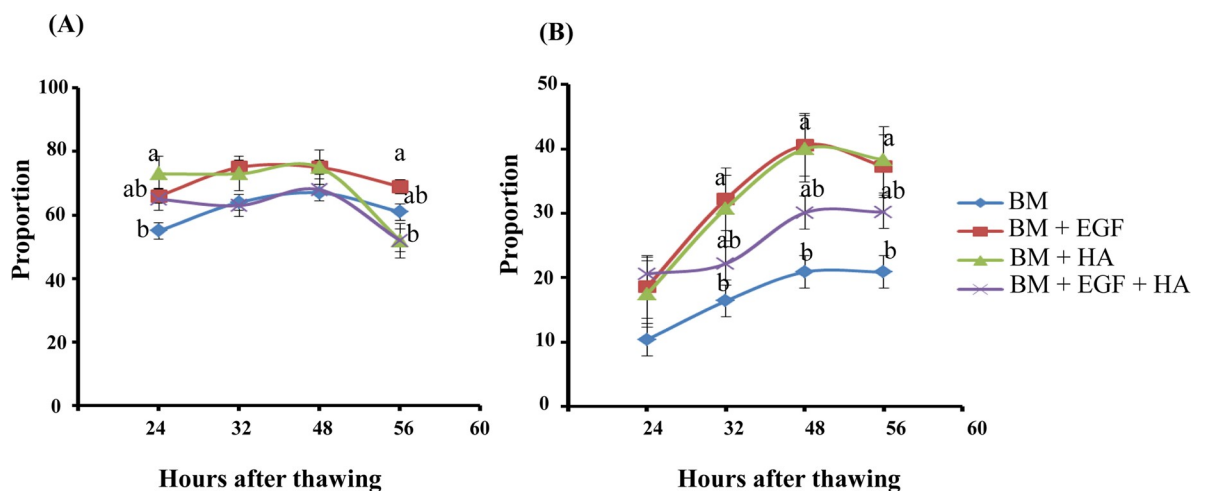 (A)
100
80
60
40
20
0
Proportion
a
ab
b
a
ab
b
24 32 48 56 60
Hours after thawing
(B)
50
40
30
20
10
0
Proportion
a
ab
b
a
ab
b
a
ab
b
24 32 48 56 60
Hours after thawing
BM
BM + EGF
BM + HA
BM + EGF + HA